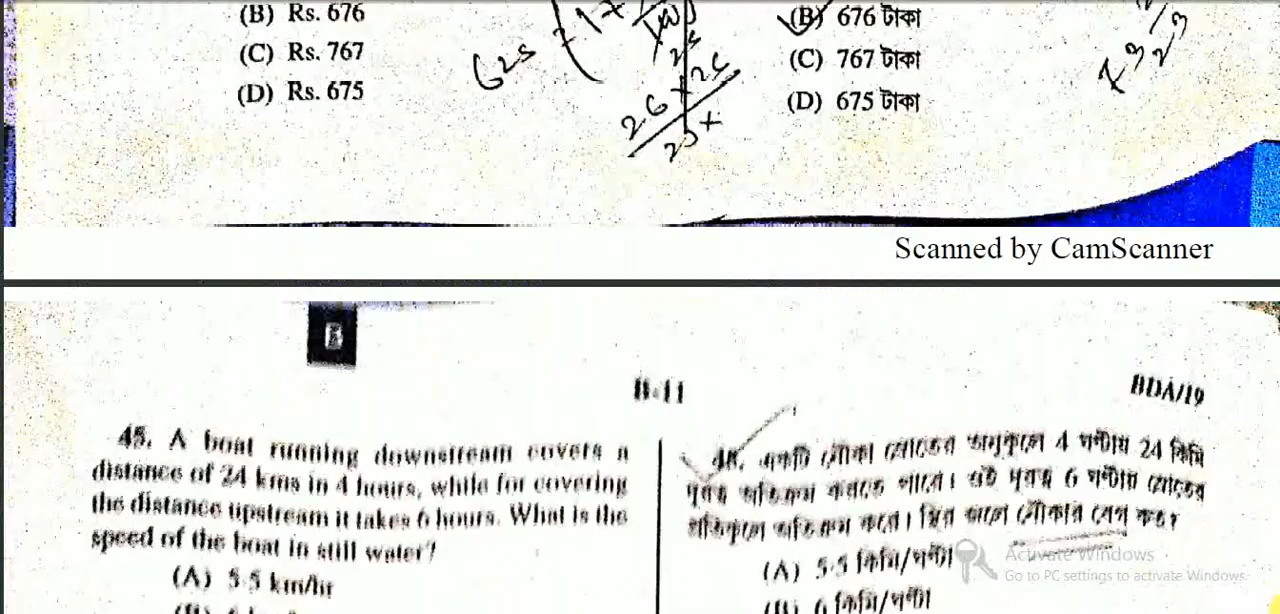 (B) Rs. 676
(C) Rs. 767
(D) Rs. 675
625
26
25
(B) 676 টাকা
(C) 767 টাকা
(D) 675 টাকা
Scanned by CamScanner
B-11
BDA/19
45. A boat running downstream covers a
distance of 24 kms in 4 hours, while for covering
the distance upstream it takes 6 hours. What is the
speed of the boat in still water?
(A) 5·5 km/hr
একটি নৌকা স্রোতের অনুকূলে 4 ঘণ্টায় 24 কিমি
দূরত্ব অতিক্রম করতে পারে। ওই দূরত্ব 6 ঘণ্টায় স্রোতের
প্রতিকূলে অতিক্রম করে। স্থির জলে নৌকার বেগ কত?
(A) 5·5 কিমি/ঘণ্টা
(B) 6 কিমি/ঘণ্টা
Activate Windows
Go to PC settings to activate Windows.